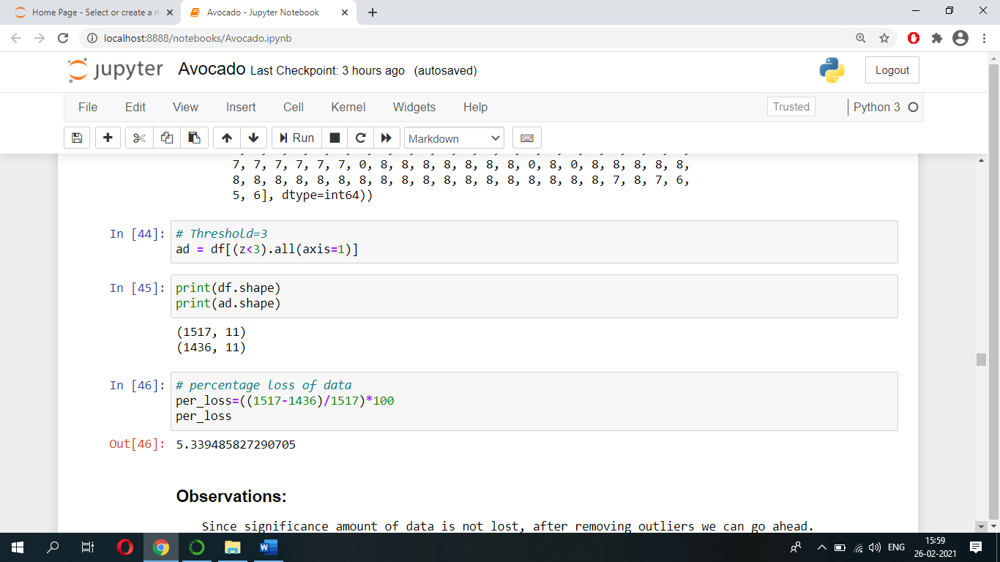 Home Page - Select or create a n
Avocado - Jupyter Notebook
localhost:8888/notebooks/Avocado.ipynb
jupyter Avocado Last Checkpoint: 3 hours ago (autosaved)
Logout
File Edit View Insert Cell Kernel Widgets Help
Trusted
Python 3
Run
Markdown
7, 7, 7, 7, 7, 7, 0, 8, 8, 8, 8, 8, 8, 8, 0, 8, 0, 8, 8, 8, 8, 8,
8, 8, 8, 8, 8, 8, 8, 8, 8, 8, 8, 8, 8, 8, 8, 8, 8, 8, 7, 8, 7, 6,
5, 6], dtype=int64))
In [44]: # Threshold=3
ad = df[(z<3).all(axis=1)]
In [45]: print(df.shape)
print(ad.shape)
(1517, 11)
(1436, 11)
In [46]: # percentage loss of data
per_loss=((1517-1436)/1517)*100
per_loss
Out[46]: 5.339485827290705
Observations:
Since significance amount of data is not lost, after removing outliers we can go ahead.
ENG
15:59
26-02-2021